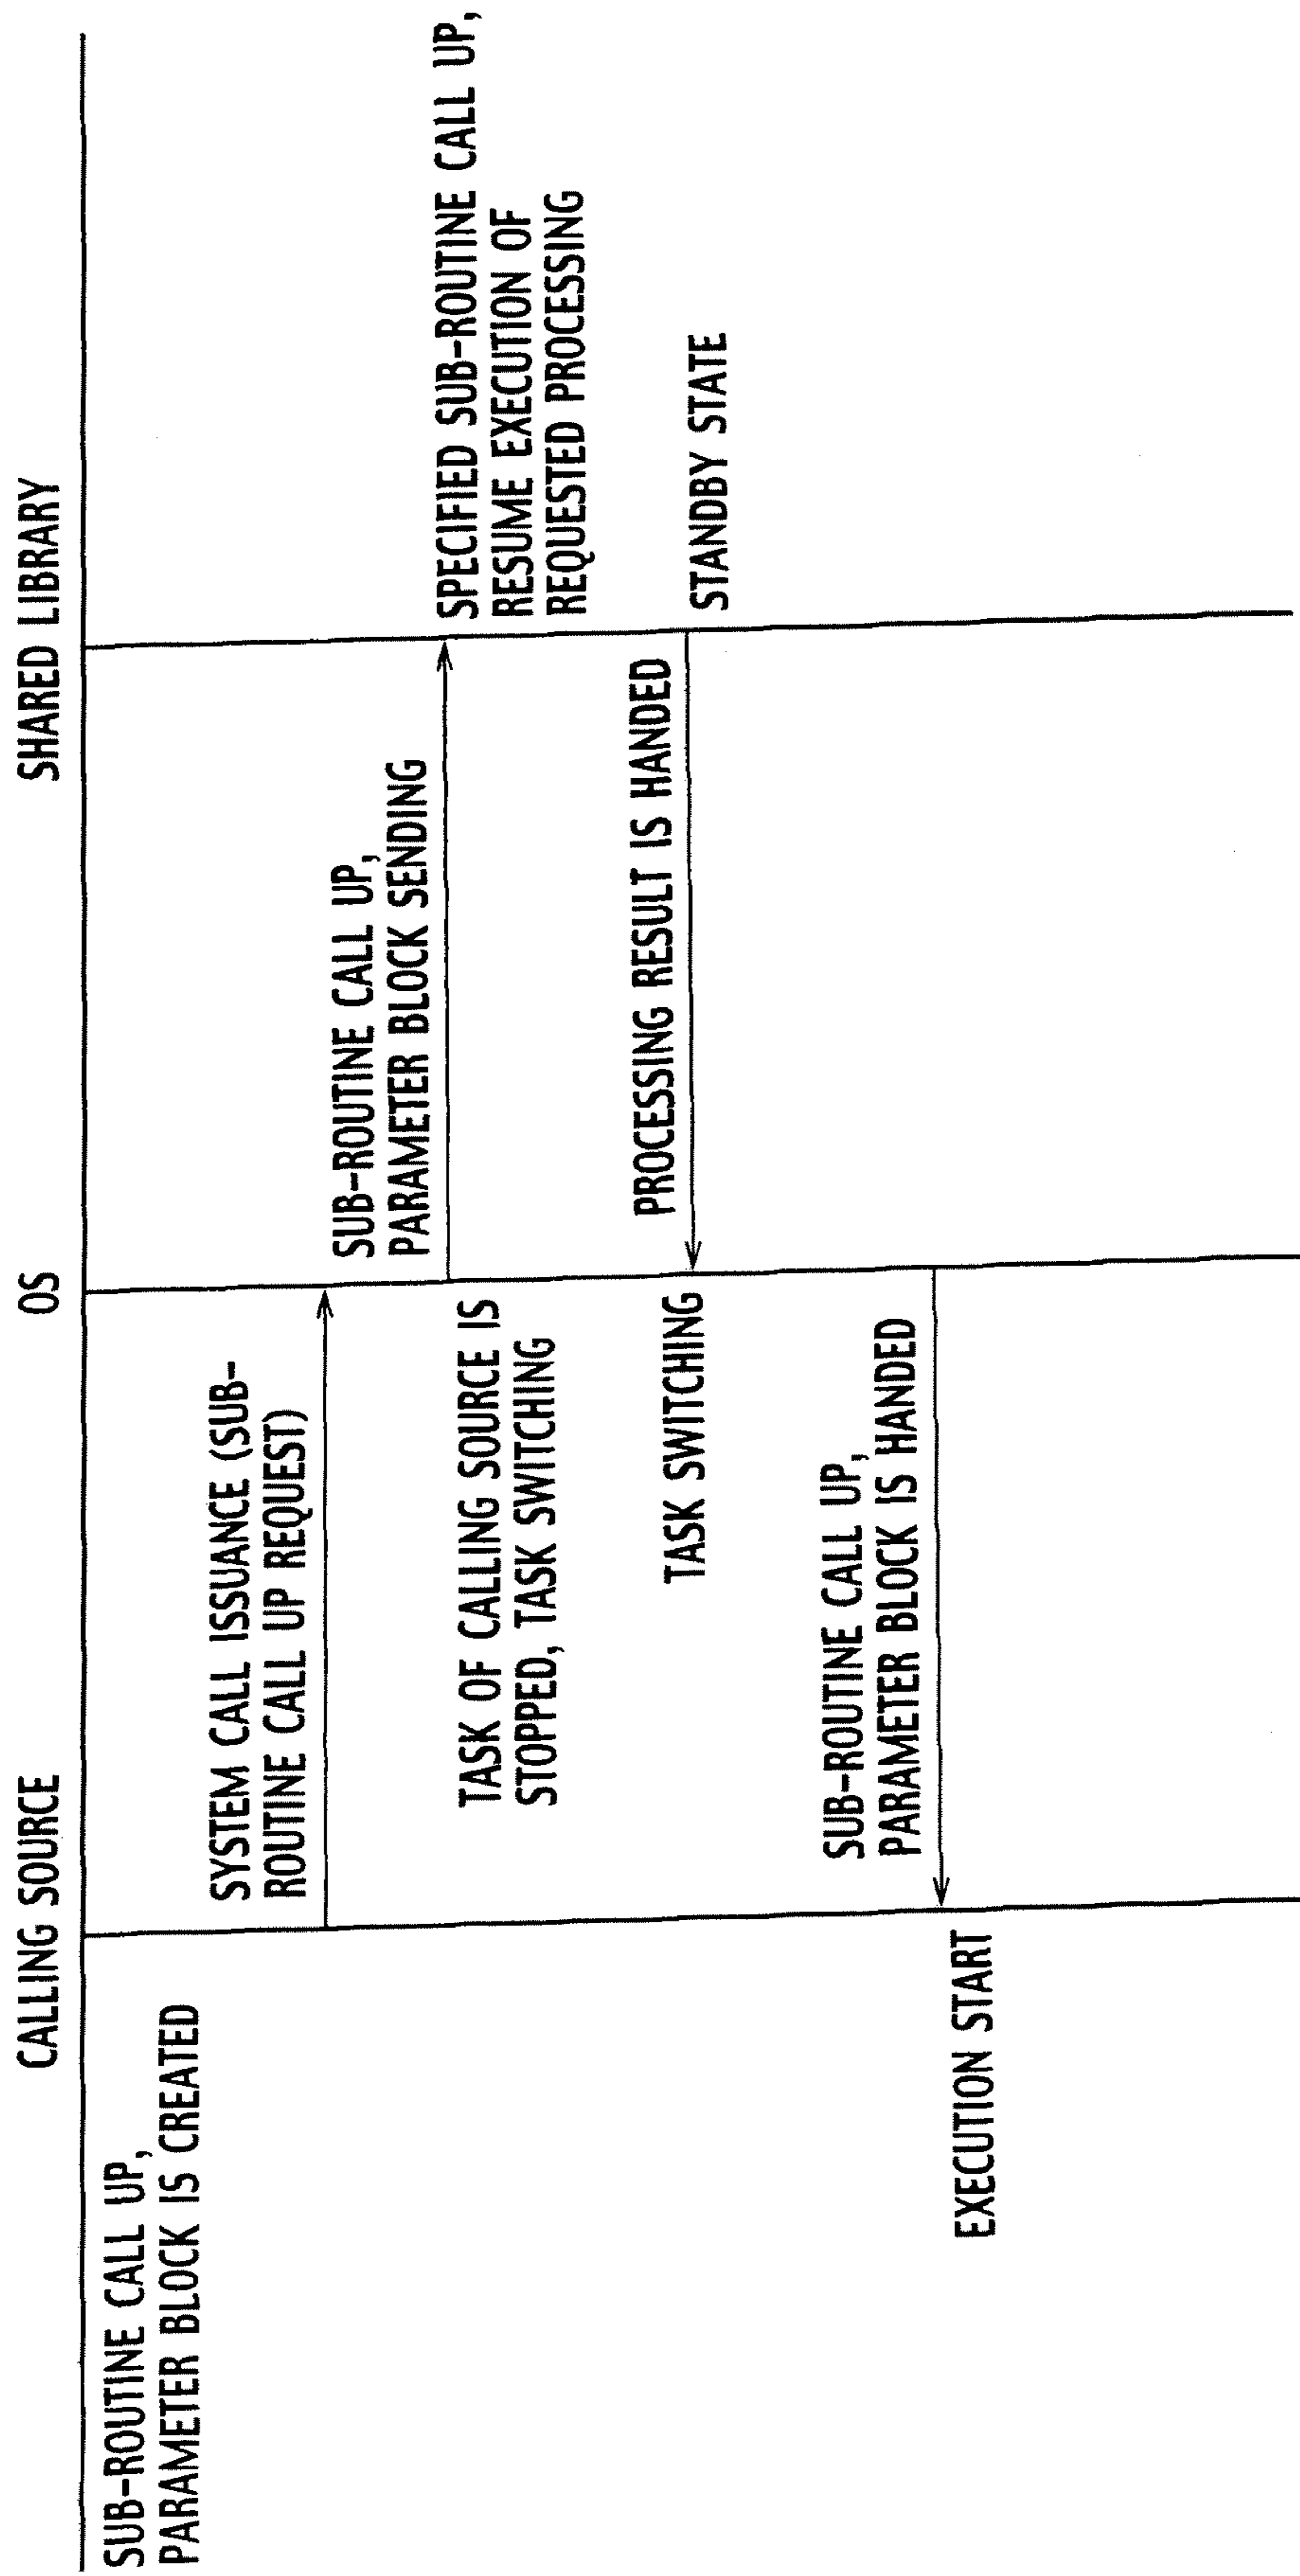 CALLING SOURCE
OS
SHARED LIBRARY
SUB-ROUTINE CALL UP,
PARAMETER BLOCK IS CREATED
SYSTEM CALL ISSUANCE (SUB-
ROUTINE CALL UP REQUEST)
SUB-ROUTINE CALL UP,
PARAMETER BLOCK SENDING
TASK OF CALLING SOURCE IS
STOPPED, TASK SWITCHING
SPECIFIED SUB-ROUTINE CALL UP,
RESUME EXECUTION OF
REQUESTED PROCESSING
PROCESSING RESULT IS HANDED
TASK SWITCHING
STANDBY STATE
SUB-ROUTINE CALL UP,
PARAMETER BLOCK IS HANDED
EXECUTION START